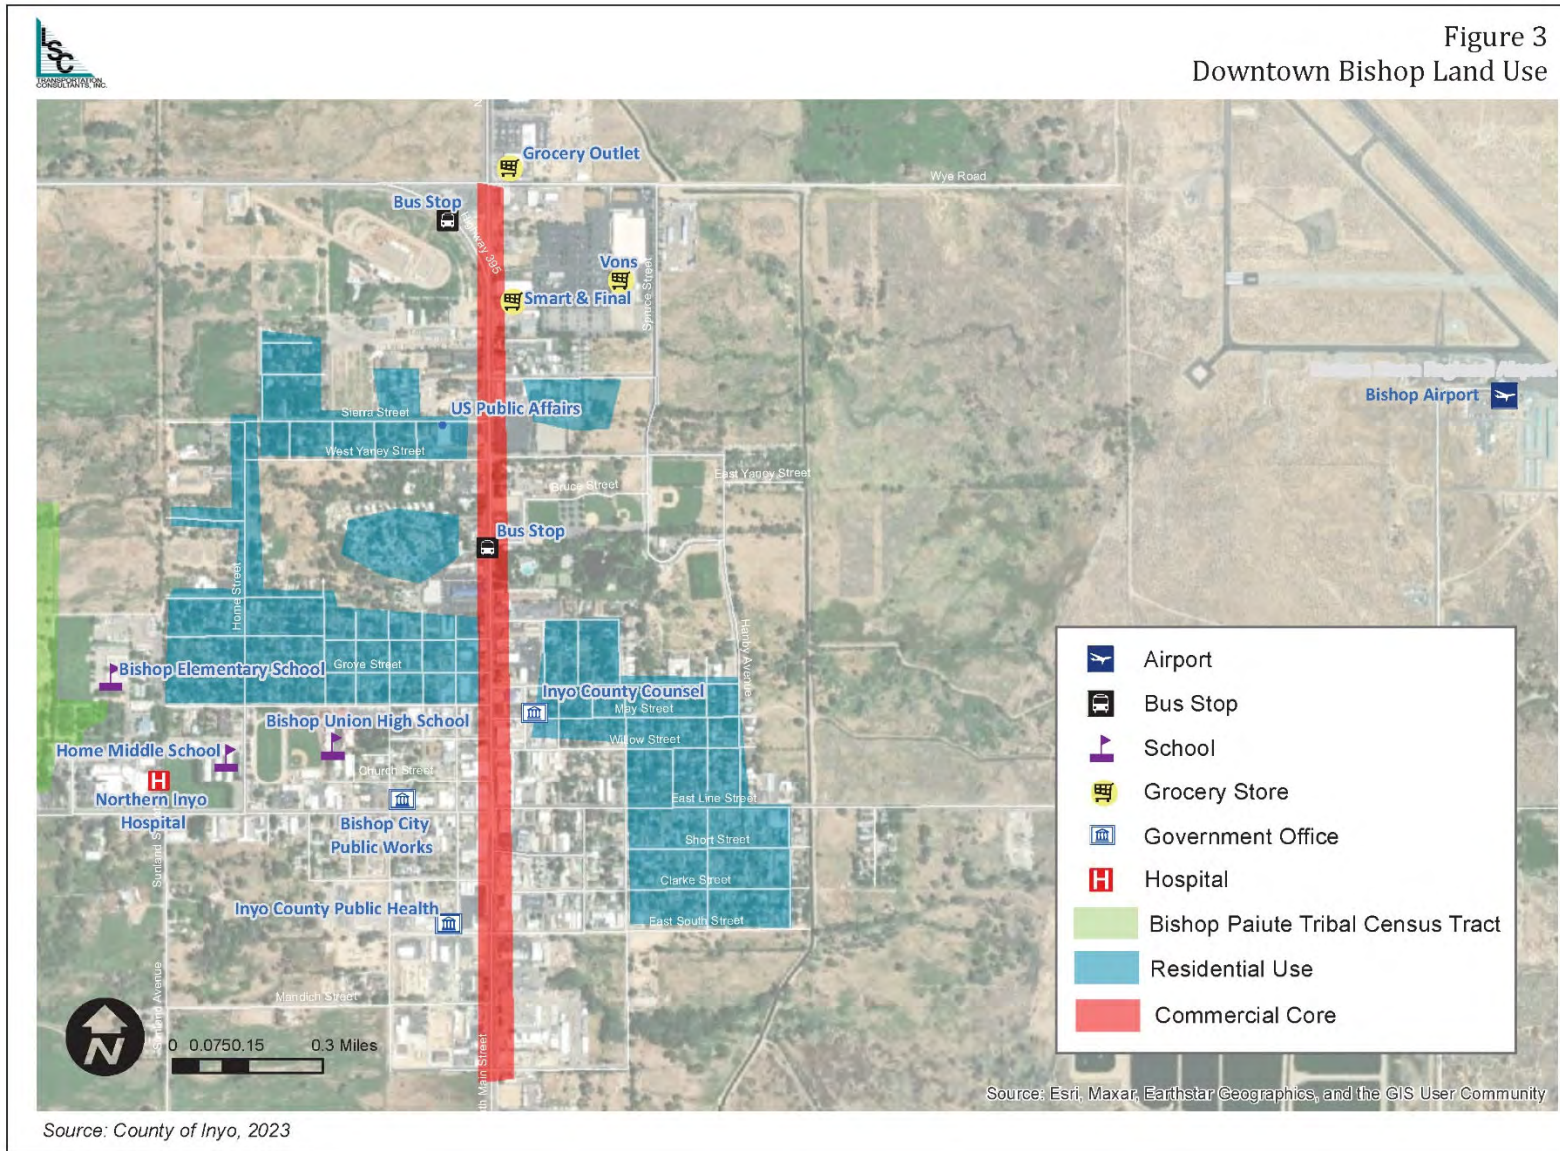 LSC
TRANSPORTATION
CONSULTANTS, INC.
Figure 3
Downtown Bishop Land Use
Grocery Outlet
Wye Road
Bus Stop
Highway 395
Vons
Smart & Final
Spruce Street
Bishop Airport
Sierra Street
US Public Affairs
West Yaney Street
East Yaney Street
Bruce Street
Bus Stop
Home Street
Hanby Avenue
Grove Street
Bishop Elementary School
Inyo County Counsel
May Street
Bishop Union High School
Willow Street
Home Middle School
Church Street
Northern Inyo
Hospital
East Line Street
Bishop City
Public Works
Short Street
Sunland S
Clarke Street
Inyo County Public Health
East South Street
Mandich Street
Sunland Avenue
th Main Street
N
N
0 0.0750.15 0.3 Miles
Airport
Bus Stop
School
Grocery Store
Government Office
H Hospital
Bishop Paiute Tribal Census Tract
Residential Use
Commercial Core
Source: Esri, Maxar, Earthstar Geographics, and the GIS User Community
Source: County of Inyo, 2023